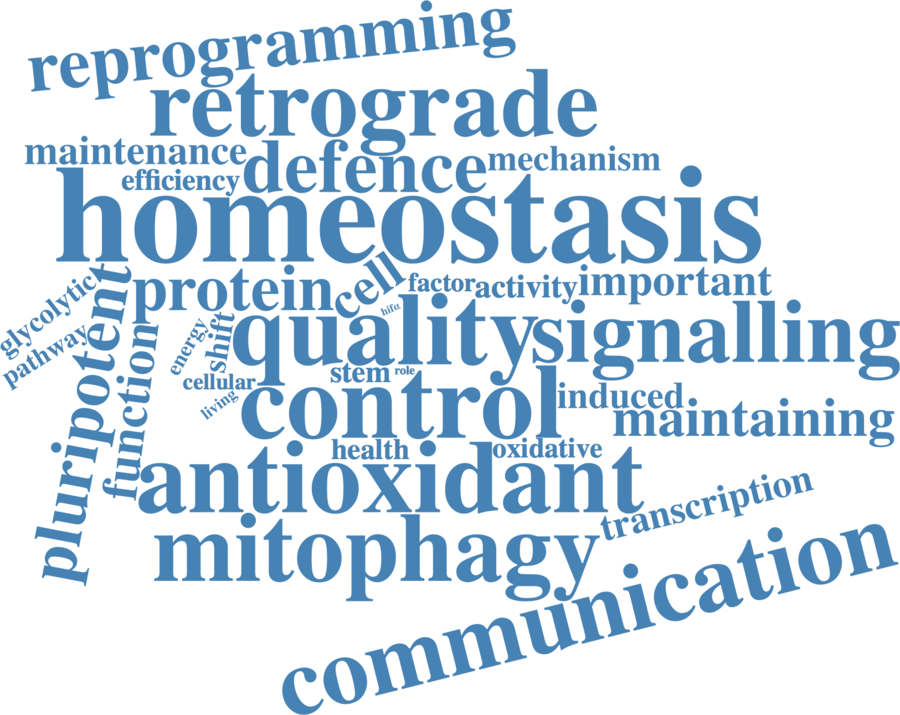 reprogramming
retrograde
maintenance
defence
mechanism
efficiency
homeostasis
protein
cell
factor
activity
important
glycolytic
hifα
pathway
pluripotent
function
energy
shift
quality
signalling
cellular
stem
role
living
control
induced
maintaining
health
oxidative
antioxidant
transcription
mitophagy
communication